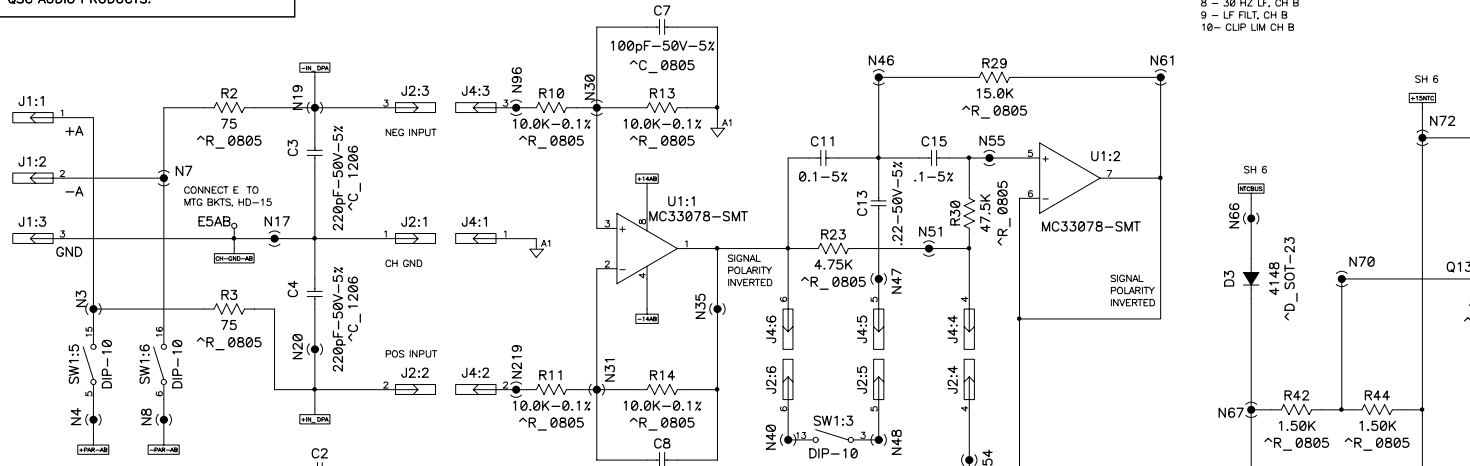 QSC AUDIO PRODUCTS.
8 - 30 HZ LF, CH B
9 - LF FILT, CH B
10- CLIP LIM CH B
C7
100pF-50V-5%
^C_0805
J1:1
1
+A
J1:2
2
-A
J1:3
3
GND
N7
R2
75
^R_0805
-IN_DPA
N19
J2:3
3
NEG INPUT
J4:3
3
N96
R10
10.0K-0.1%
^R_0805
N30
R13
10.0K-0.1%
^R_0805
A1
C3
220pF-50V-5%
^C_1206
CONNECT E TO
MTG BKTS, HD-15
E5AB
N17
CH-GND-AB
J2:1
1
CH GND
J4:1
1
A1
+14AB
U1:1
MC33078-SMT
8
3
+
2
-
1
4
-14AB
N3
R3
75
^R_0805
C4
220pF-50V-5%
^C_1206
N20
POS INPUT
J2:2
2
J4:2
2
N219
R11
10.0K-0.1%
^R_0805
N31
R14
10.0K-0.1%
^R_0805
N35
C8
+IN_DPA
C2
SW1:5
DIP-10
15
5
N4
+PAR-AB
SW1:6
DIP-10
16
6
N8
-PAR-AB
SIGNAL
POLARITY
INVERTED
N46
R29
15.0K
^R_0805
N61
C11
0.1-5%
C15
.1-5%
N55
C13
.22-50V-5%
R30
47.5K
^R_0805
U1:2
MC33078-SMT
5
+
6
-
7
R23
4.75K
^R_0805
N51
N47
SIGNAL
POLARITY
INVERTED
J4:6
6
J4:5
5
J4:4
4
J2:6
6
J2:5
5
J2:4
4
N40
13
SW1:3
DIP-10
3
N48
54
SH 6
+15NTC
N72
SH 6
NTCBUS
N66
D3
4148
^D_SOT-23
N70
Q13
N67
R42
1.50K
^R_0805
R44
1.50K
^R_0805